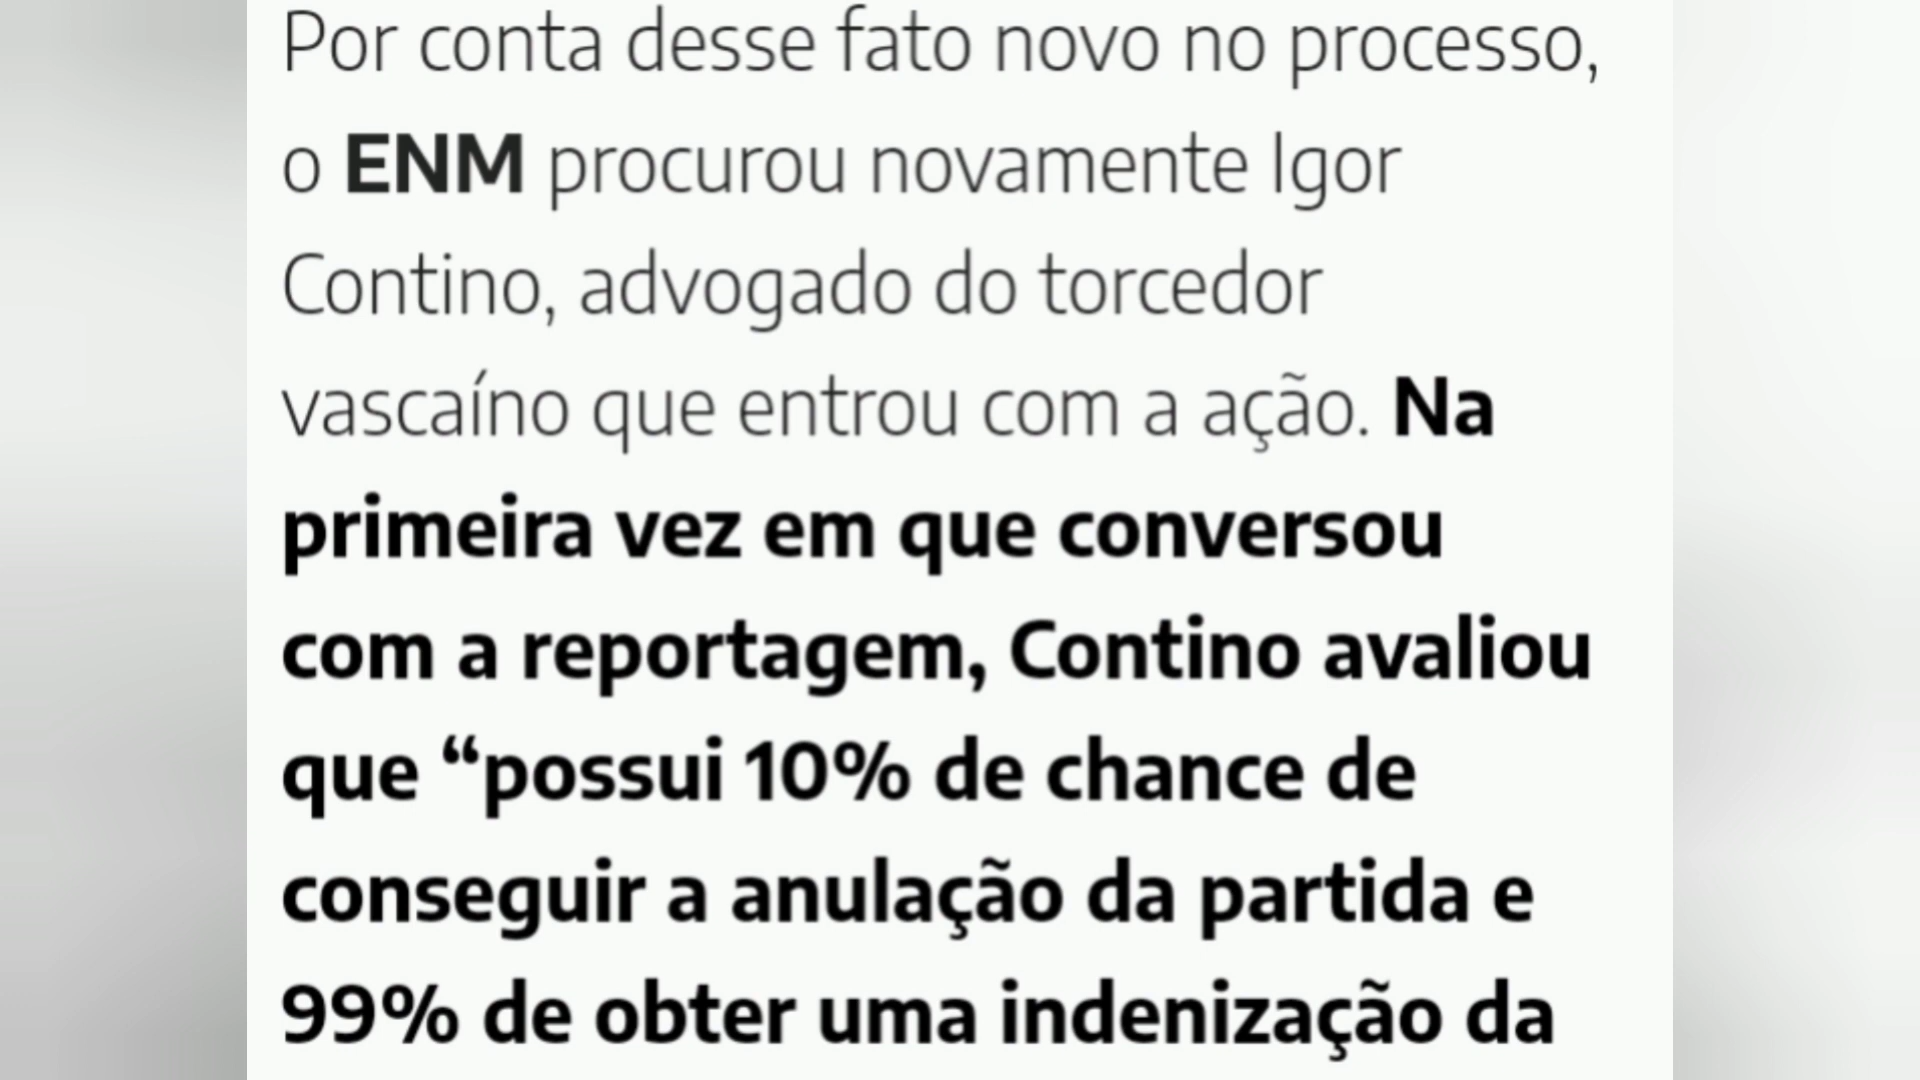 Por conta desse fato novo no processo,
o ENM procurou novamente Igor
Contino, advogado do torcedor
vascaíno que entrou com a ação. Na
primeira vez em que conversou
com a reportagem, Contino avaliou
que “possui 10% de chance de
conseguir a anulação da partida e
99% de obter uma indenização da